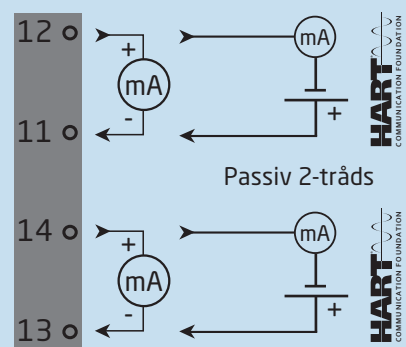 12
+
mA
-
mA
+
11
HART
COMMUNICATION FOUNDATION
Passiv 2-tråds
14
+
mA
-
mA
+
13
HART
COMMUNICATION FOUNDATION